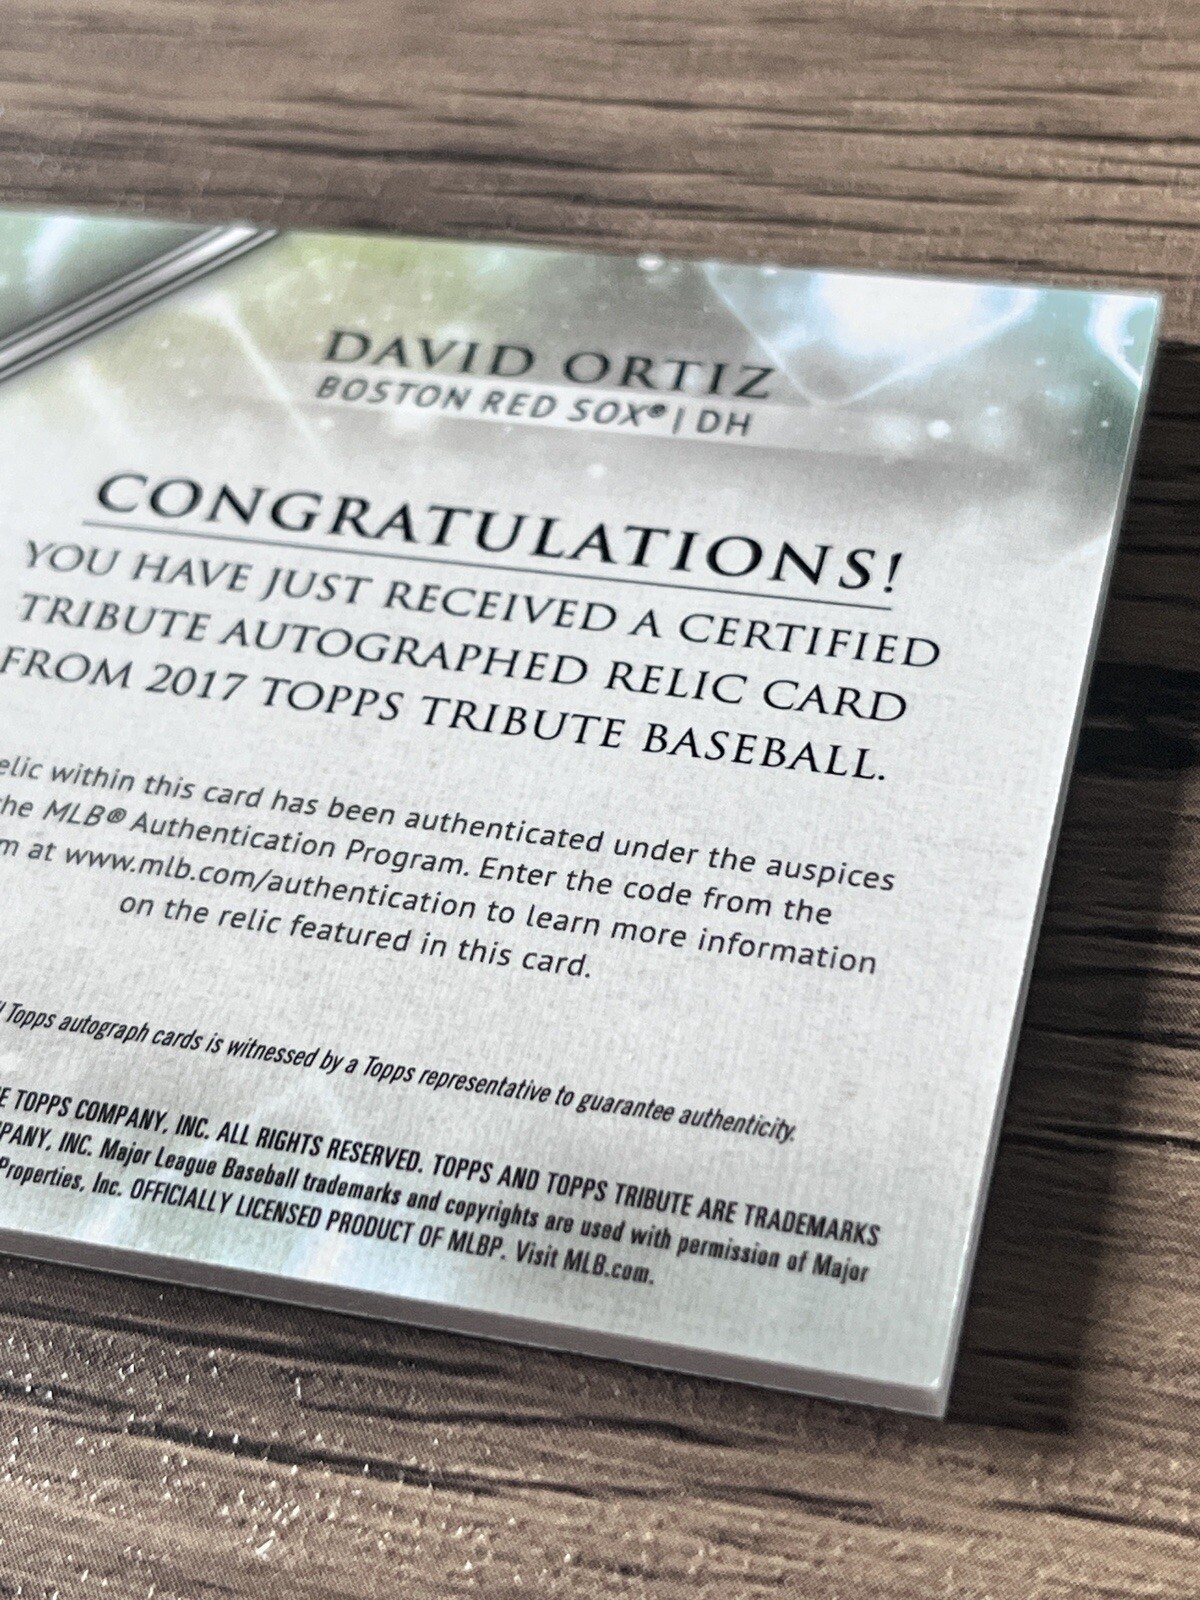 DAVID ORTIZ
BOSTON RED SOX® | DH
CONGRATULATIONS!
YOU HAVE JUST RECEIVED A CERTIFIED
TRIBUTE AUTOGRAPHED RELIC CARD
FROM 2017 TOPPS TRIBUTE BASEBALL.
within this card has been authenticated under the auspices
the MLB® Authentication Program. Enter the code from the
at www.mlb.com/authentication to learn more information
on the relic featured in this card.
Topps autograph cards is witnessed by a Topps representative to guarantee authenticity.
TOPPS COMPANY, INC. ALL RIGHTS RESERVED. TOPPS AND TOPPS TRIBUTE ARE TRADEMARKS
INC. Major League Baseball trademarks and copyrights are used with permission of Major
Properties, Inc. OFFICIALLY LICENSED PRODUCT OF MLBP. Visit MLB.com.